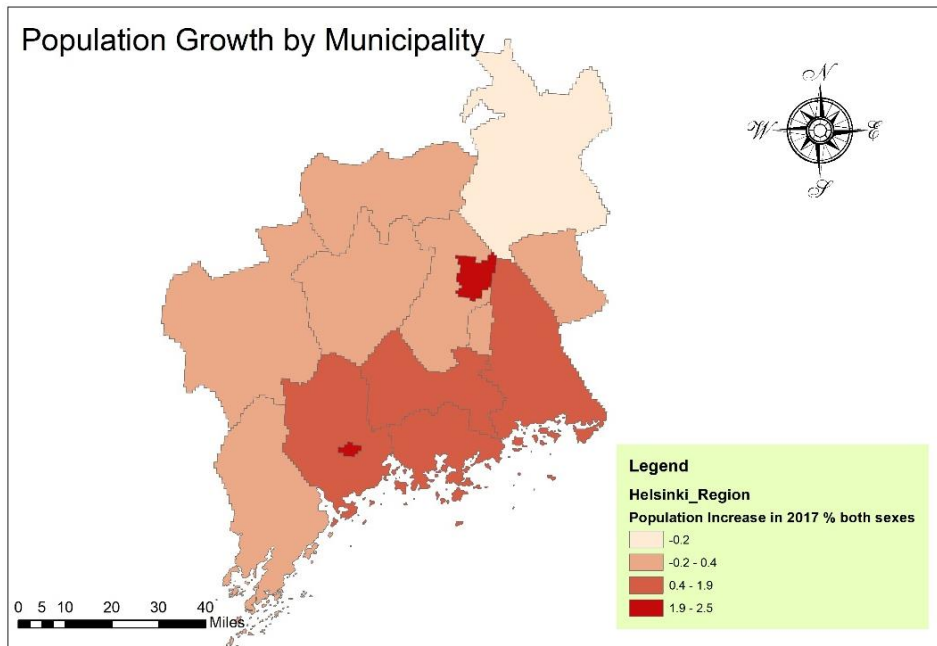 Population Growth by Municipality
N
W
E
S
Legend
Helsinki_Region
Population Increase in 2017 % both sexes
-0.2
-0.2 - 0.4
0.4 - 1.9
1.9 - 2.5
0 5 10 20 30 40
Miles